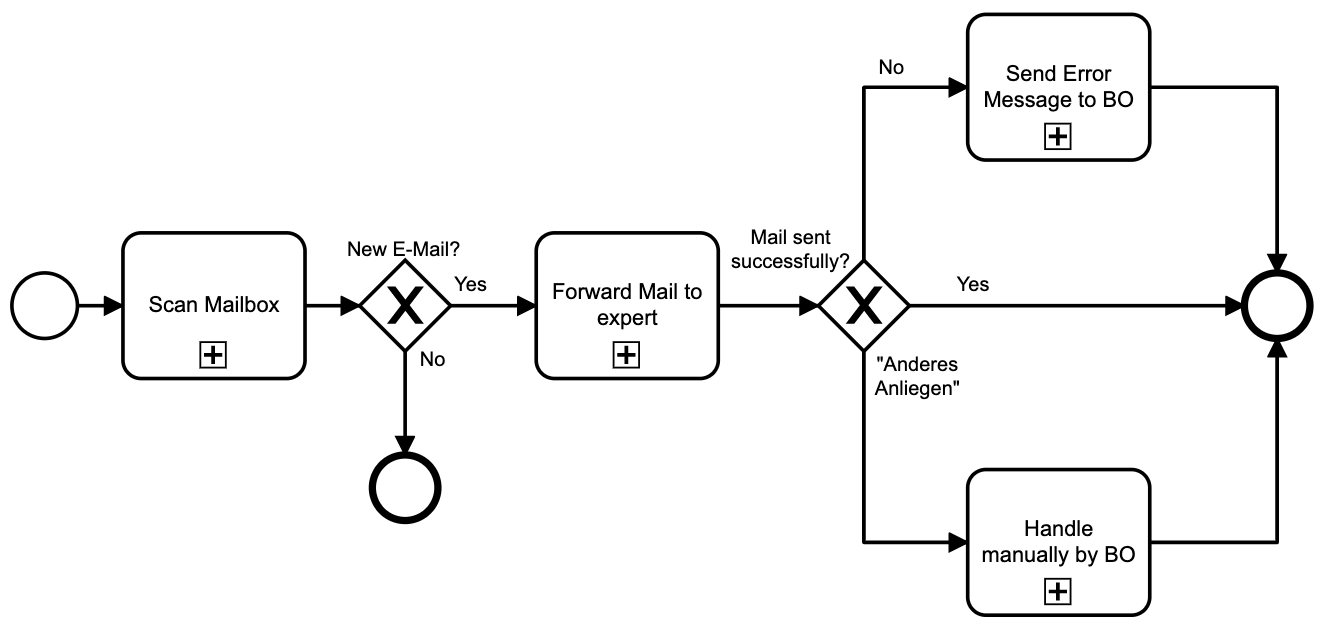 No
Send Error
Message to BO
Mail sent
successfully?
New E-Mail?
Yes
Yes
Scan Mailbox
Forward Mail to
expert
No
"Anderes
Anliegen"
Handle
manually by BO